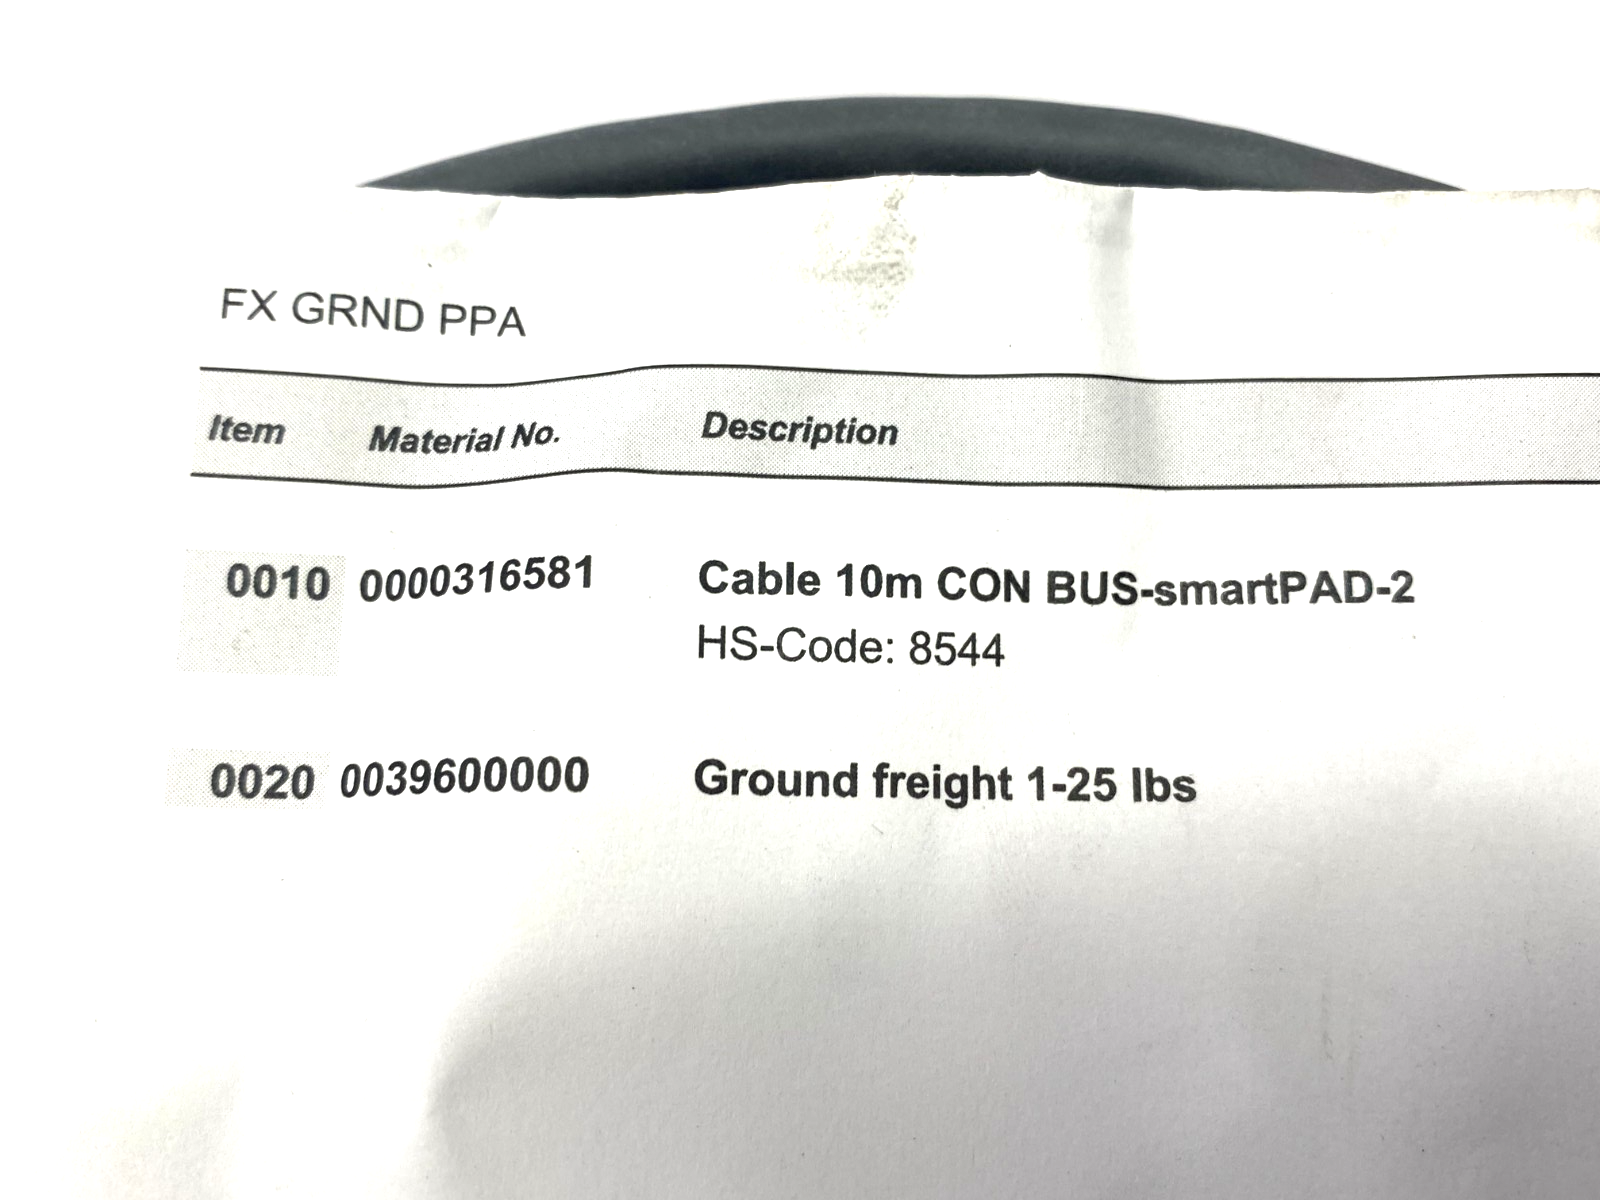 FX GRND PPA
Item Material No. Description
0010 0000316581 Cable 10m CON BUS-smartPAD-2
HS-Code: 8544
0020 0039600000 Ground freight 1-25 lbs